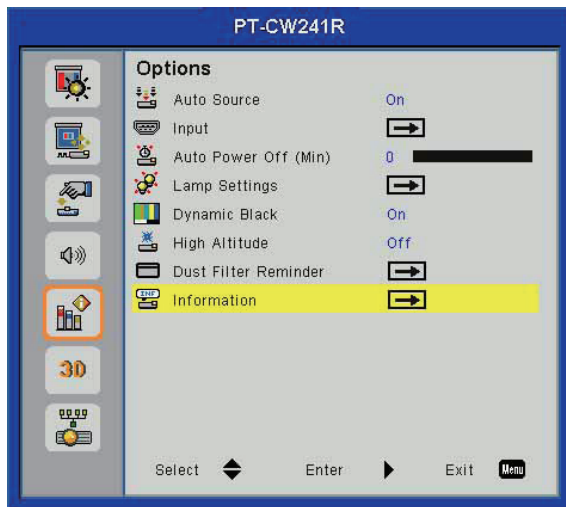 PT-CW241R
Options
Auto Source On
Input
Auto Power Off (Min) 0
Lamp Settings
Dynamic Black On
High Altitude Off
Dust Filter Reminder
INF Information
3D
Select Enter Exit Menu